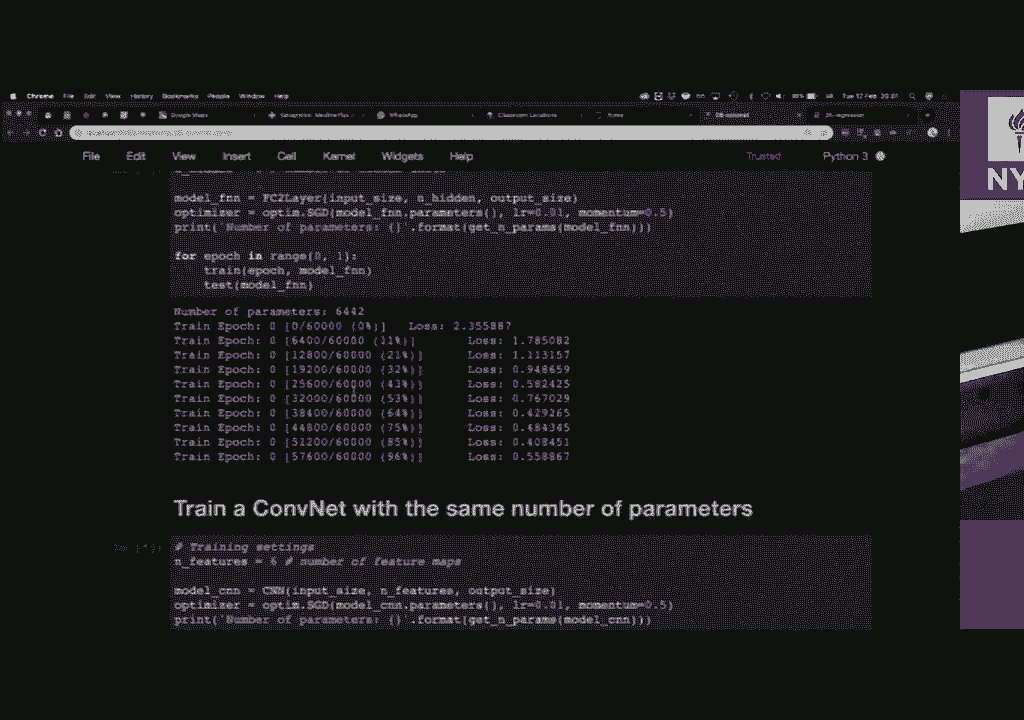 Chrome File Edit View History Bookmarks People Window Help
Google Maps WhatsApp Classroom Locations Home
File Edit View Insert Cell Kernel Widgets Help Trusted Python 3
model_fnn = FC2Layer(input_size, n_hidden, output_size)
optimizer = optim.SGD(model_fnn.parameters(), lr=0.01, momentum=0.5)
print('Number of parameters: {}'.format(get_n_params(model_fnn)))
for epoch in range(0, 1):
train(epoch, model_fnn)
test(model_fnn)
Number of parameters: 6442
Train Epoch: 0 [0/60000 (0%)] Loss: 2.355887
Train Epoch: 0 [6400/60000 (11%)] Loss: 1.785082
Train Epoch: 0 [12800/60000 (21%)] Loss: 1.113157
Train Epoch: 0 [19200/60000 (32%)] Loss: 0.948659
Train Epoch: 0 [25600/60000 (43%)] Loss: 0.582425
Train Epoch: 0 [32000/60000 (53%)] Loss: 0.767029
Train Epoch: 0 [38400/60000 (64%)] Loss: 0.429265
Train Epoch: 0 [44800/60000 (75%)] Loss: 0.484345
Train Epoch: 0 [51200/60000 (85%)] Loss: 0.408451
Train Epoch: 0 [57600/60000 (96%)] Loss: 0.558867
Train a ConvNet with the same number of parameters
# Training settings
n_features = 6 # number of feature maps
model_cnn = CNN(input_size, n_features, output_size)
optimizer = optim.SGD(model_cnn.parameters(), lr=0.01, momentum=0.5)
print('Number of parameters: {}'.format(get_n_params(model_cnn)))
NY